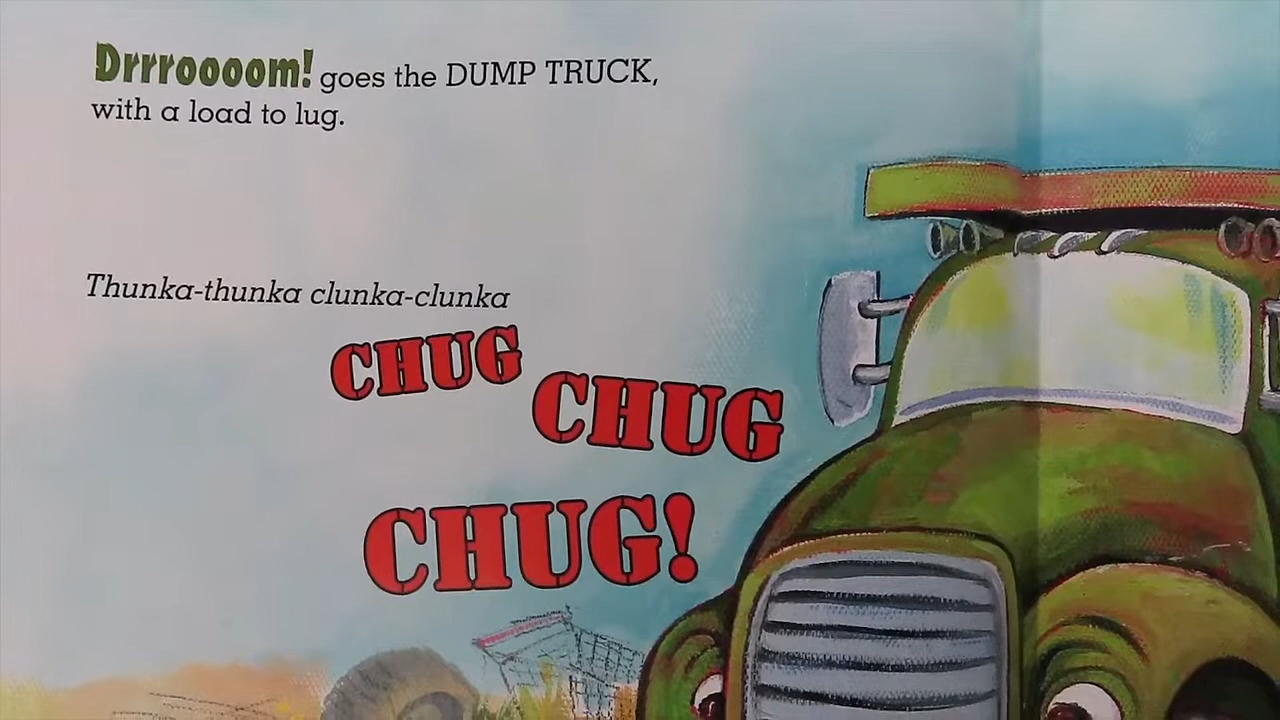 Drrroooom! goes the DUMP TRUCK,
with a load to lug.
Thunka-thunka clunka-clunka
CHUG
CHUG
CHUG!